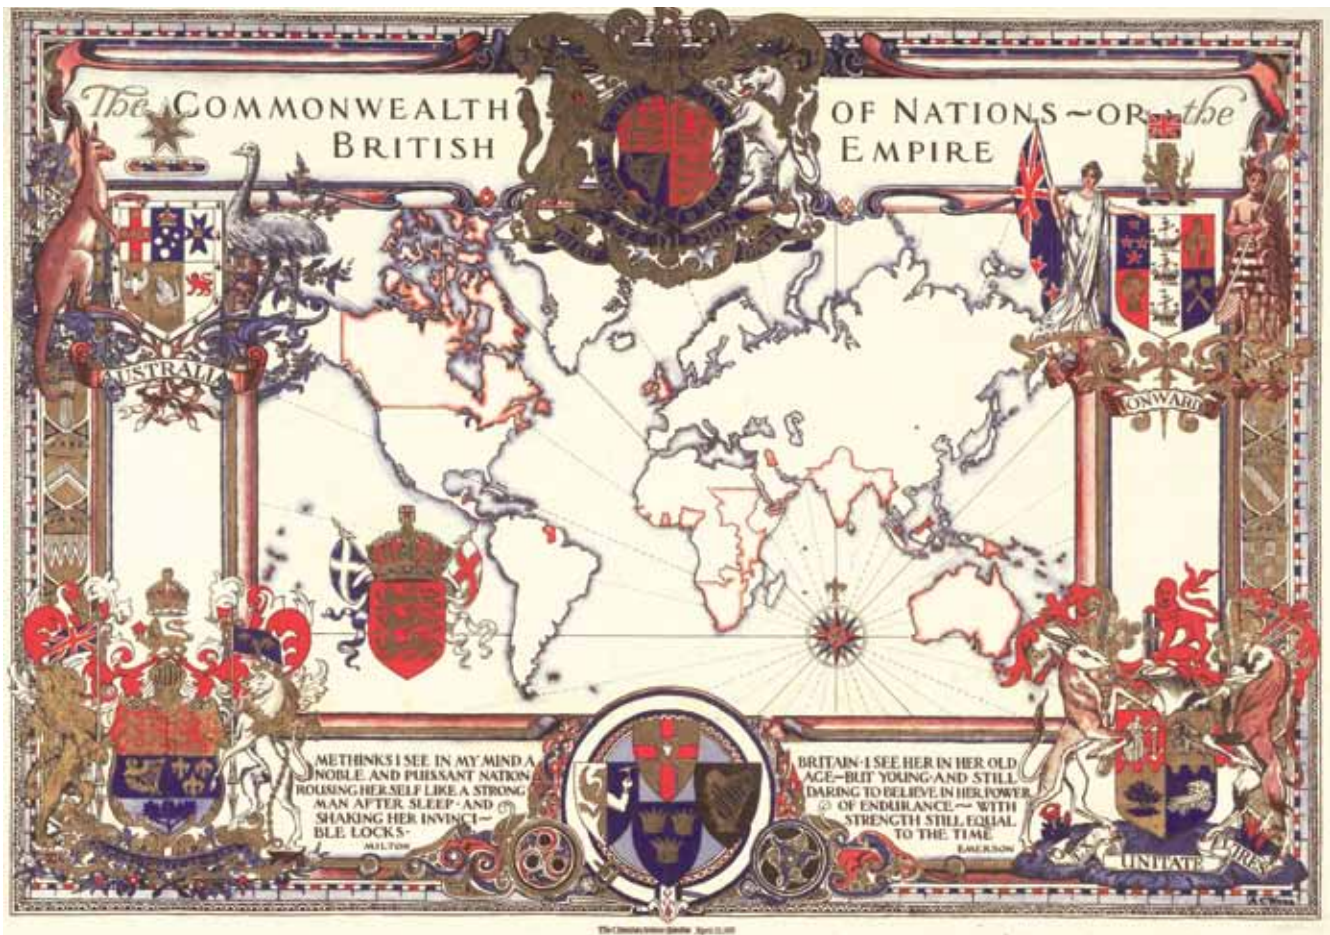 The COMMONWEALTH OF NATIONS~OR the
BRITISH EMPIRE
AUSTRALIA
ONWARD
METHINKS I SEE IN MY MIND A
NOBLE AND PUISSANT NATION
ROUSING HERSELF LIKE A STRONG
MAN AFTER SLEEP · AND
SHAKING HER INVINCI~
BLE LOCKS·
MILTON
BRITAIN · I SEE HER IN HER OLD
AGE~BUT YOUNG · AND STILL
DARING TO BELIEVE IN HER POWER
OF ENDURANCE ~ WITH
STRENGTH STILL EQUAL
TO THE TIME
EMERSON
UNITATE